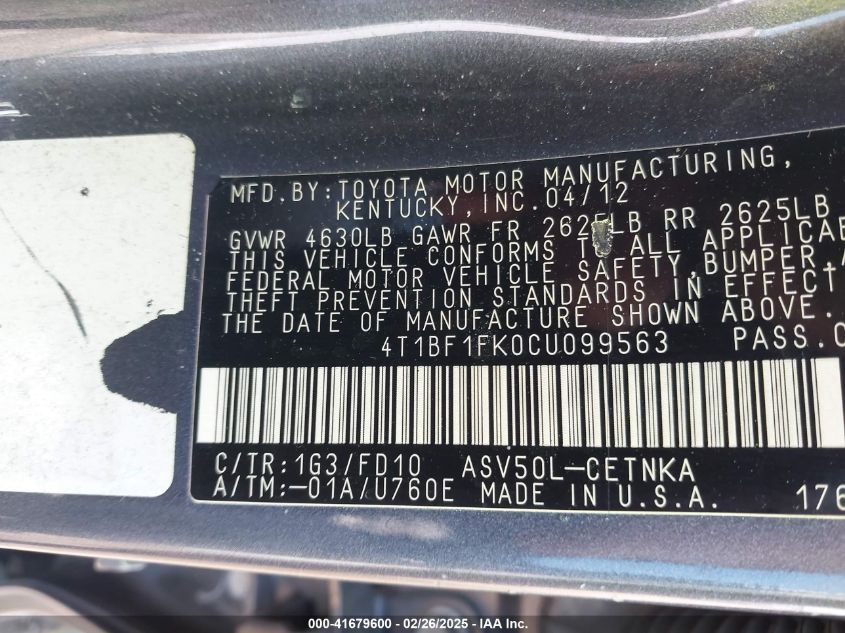 MFD.BY:TOYOTA MOTOR MANUFACTURING,
KENTUCKY,INC.04/12
GVWR 4630LB GAWR FR 2625LB RR 2625LB
THIS VEHICLE CONFORMS TO ALL APPLICAB
FEDERAL MOTOR VEHICLE SAFETY,BUMPER,A
THEFT PREVENTION STANDARDS IN EFFECT
THE DATE OF MANUFACTURE SHOWN ABOVE.
4T1BF1FK0CU099563 PASS.C
C/TR:1G3/FD10 ASV50L-CETNKA
A/TM:-01A/U760E MADE IN U.S.A. 176
000-41679600 - 02/26/2025 - IAA Inc.